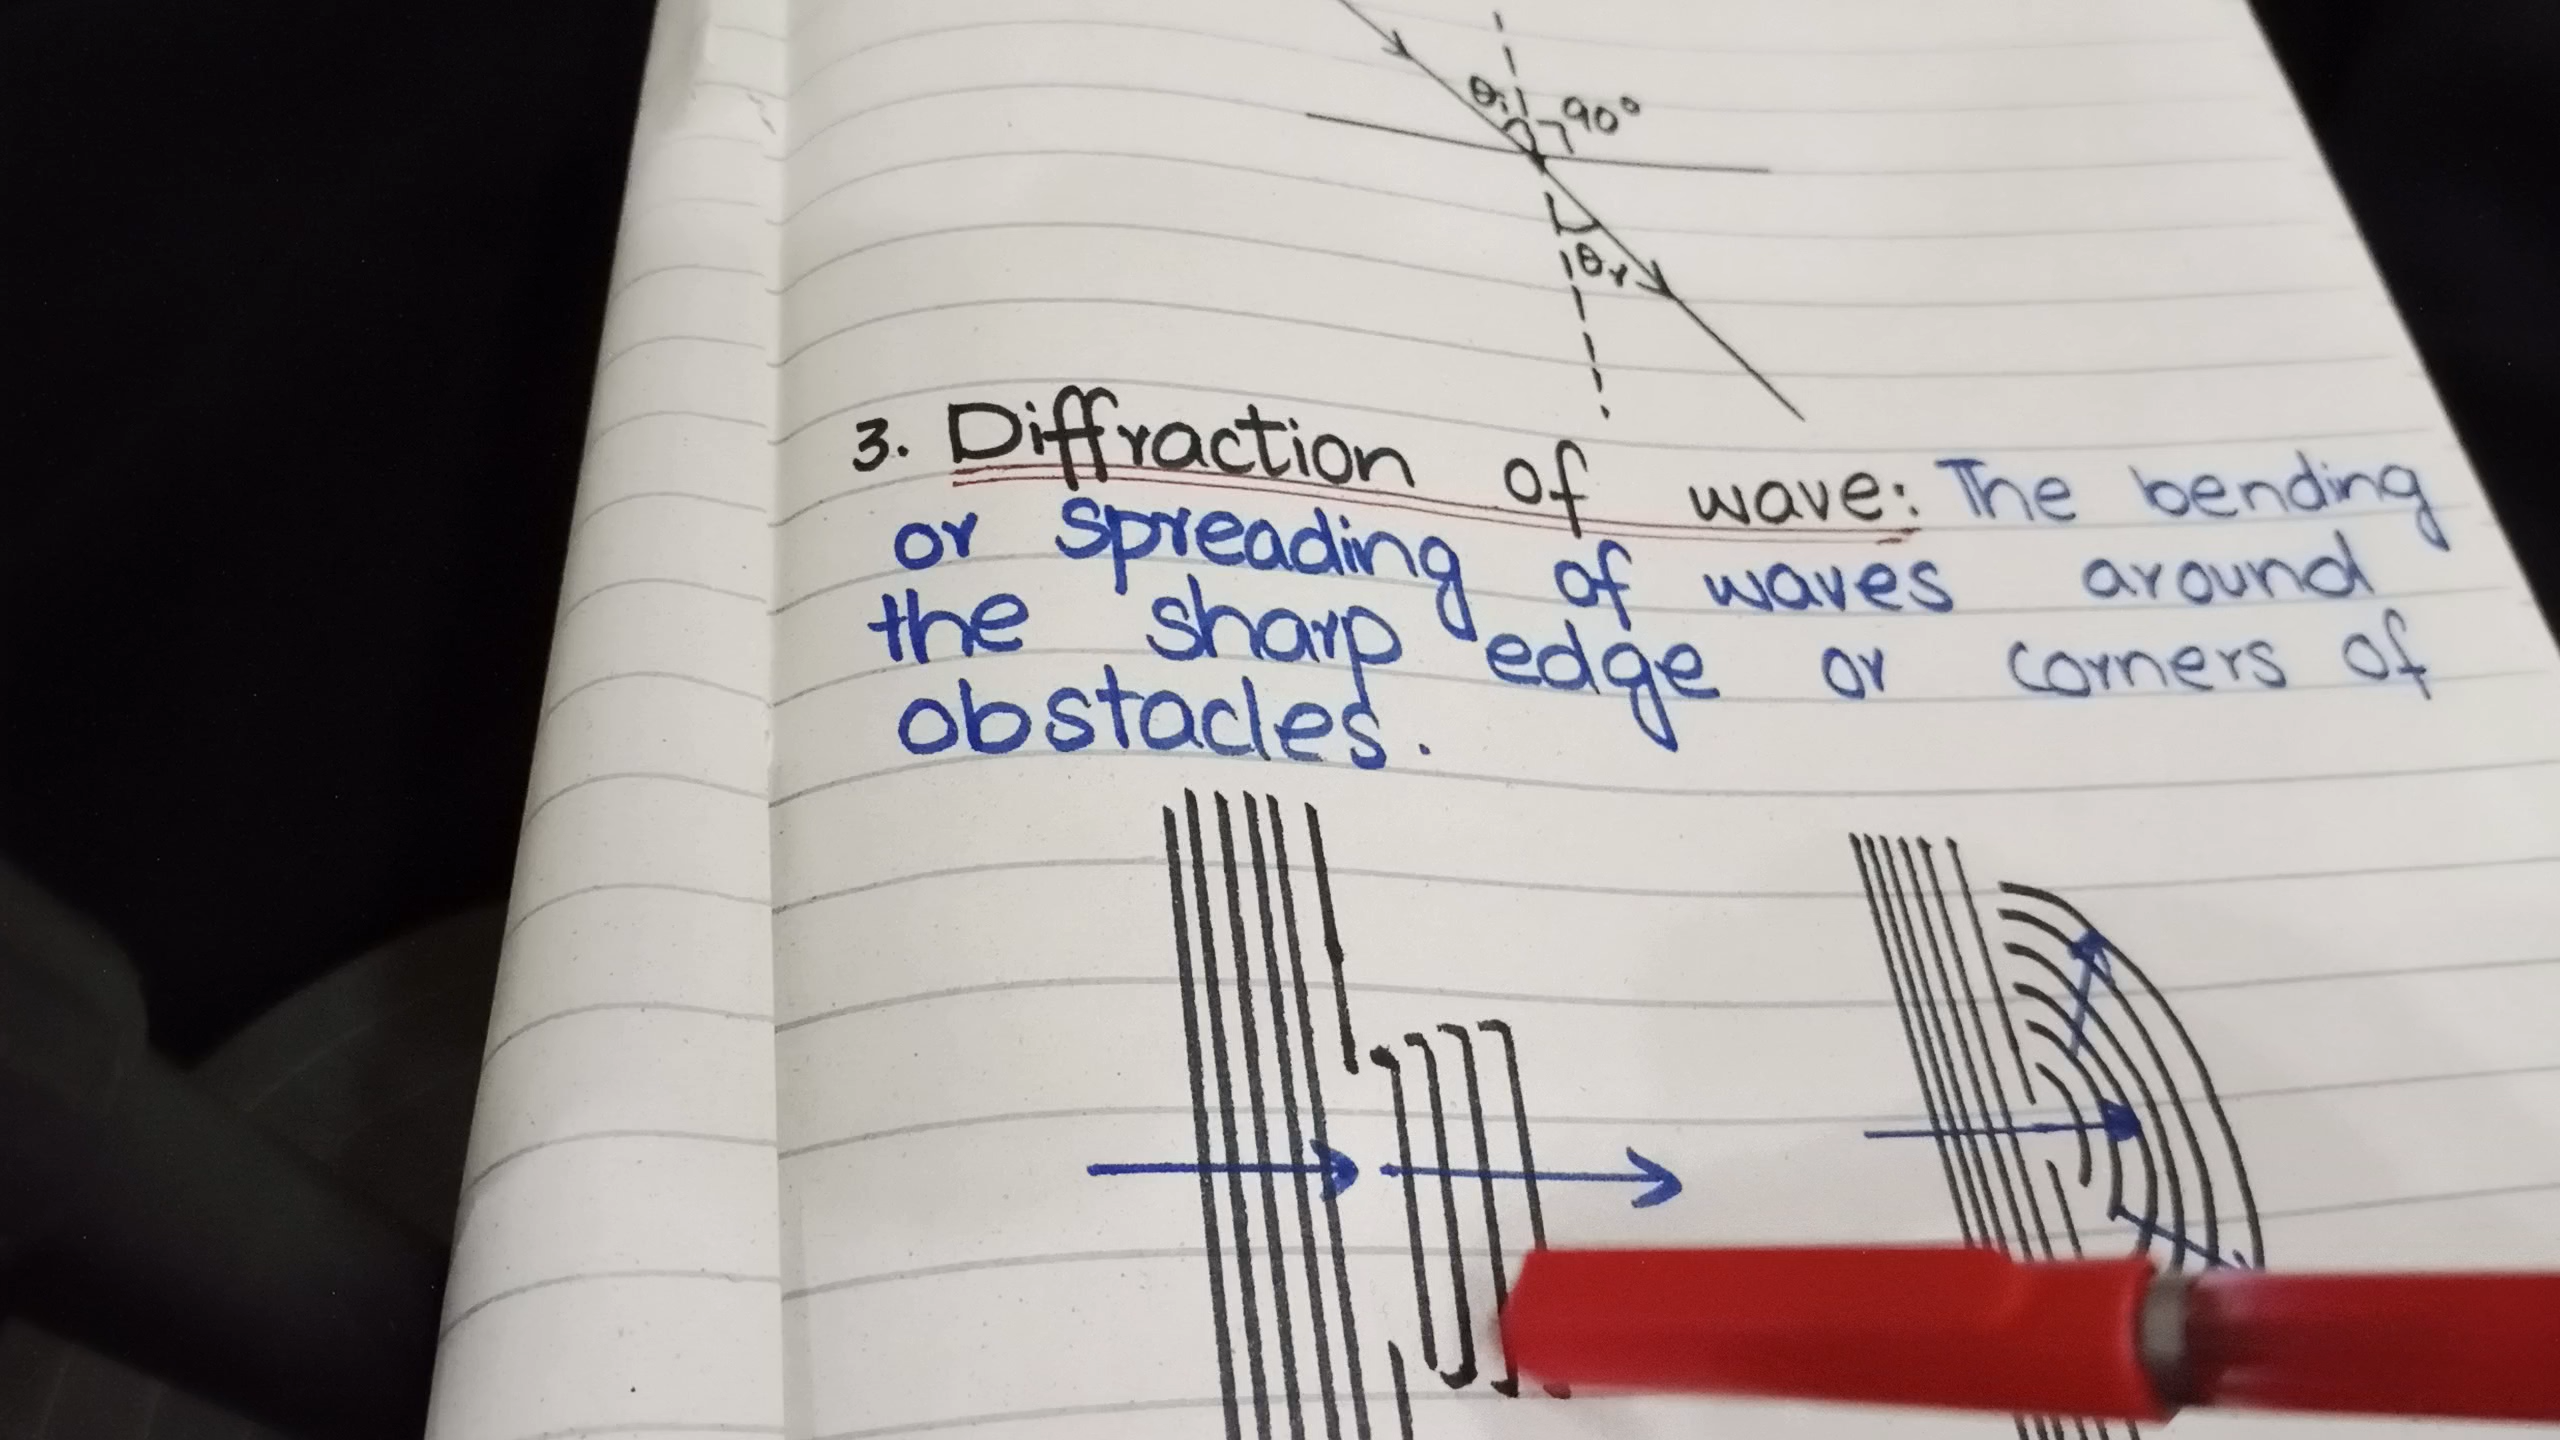 θi 90°
θr
3. Diffraction of wave: The bending
or spreading of waves around
the sharp edge or corners of
obstacles.